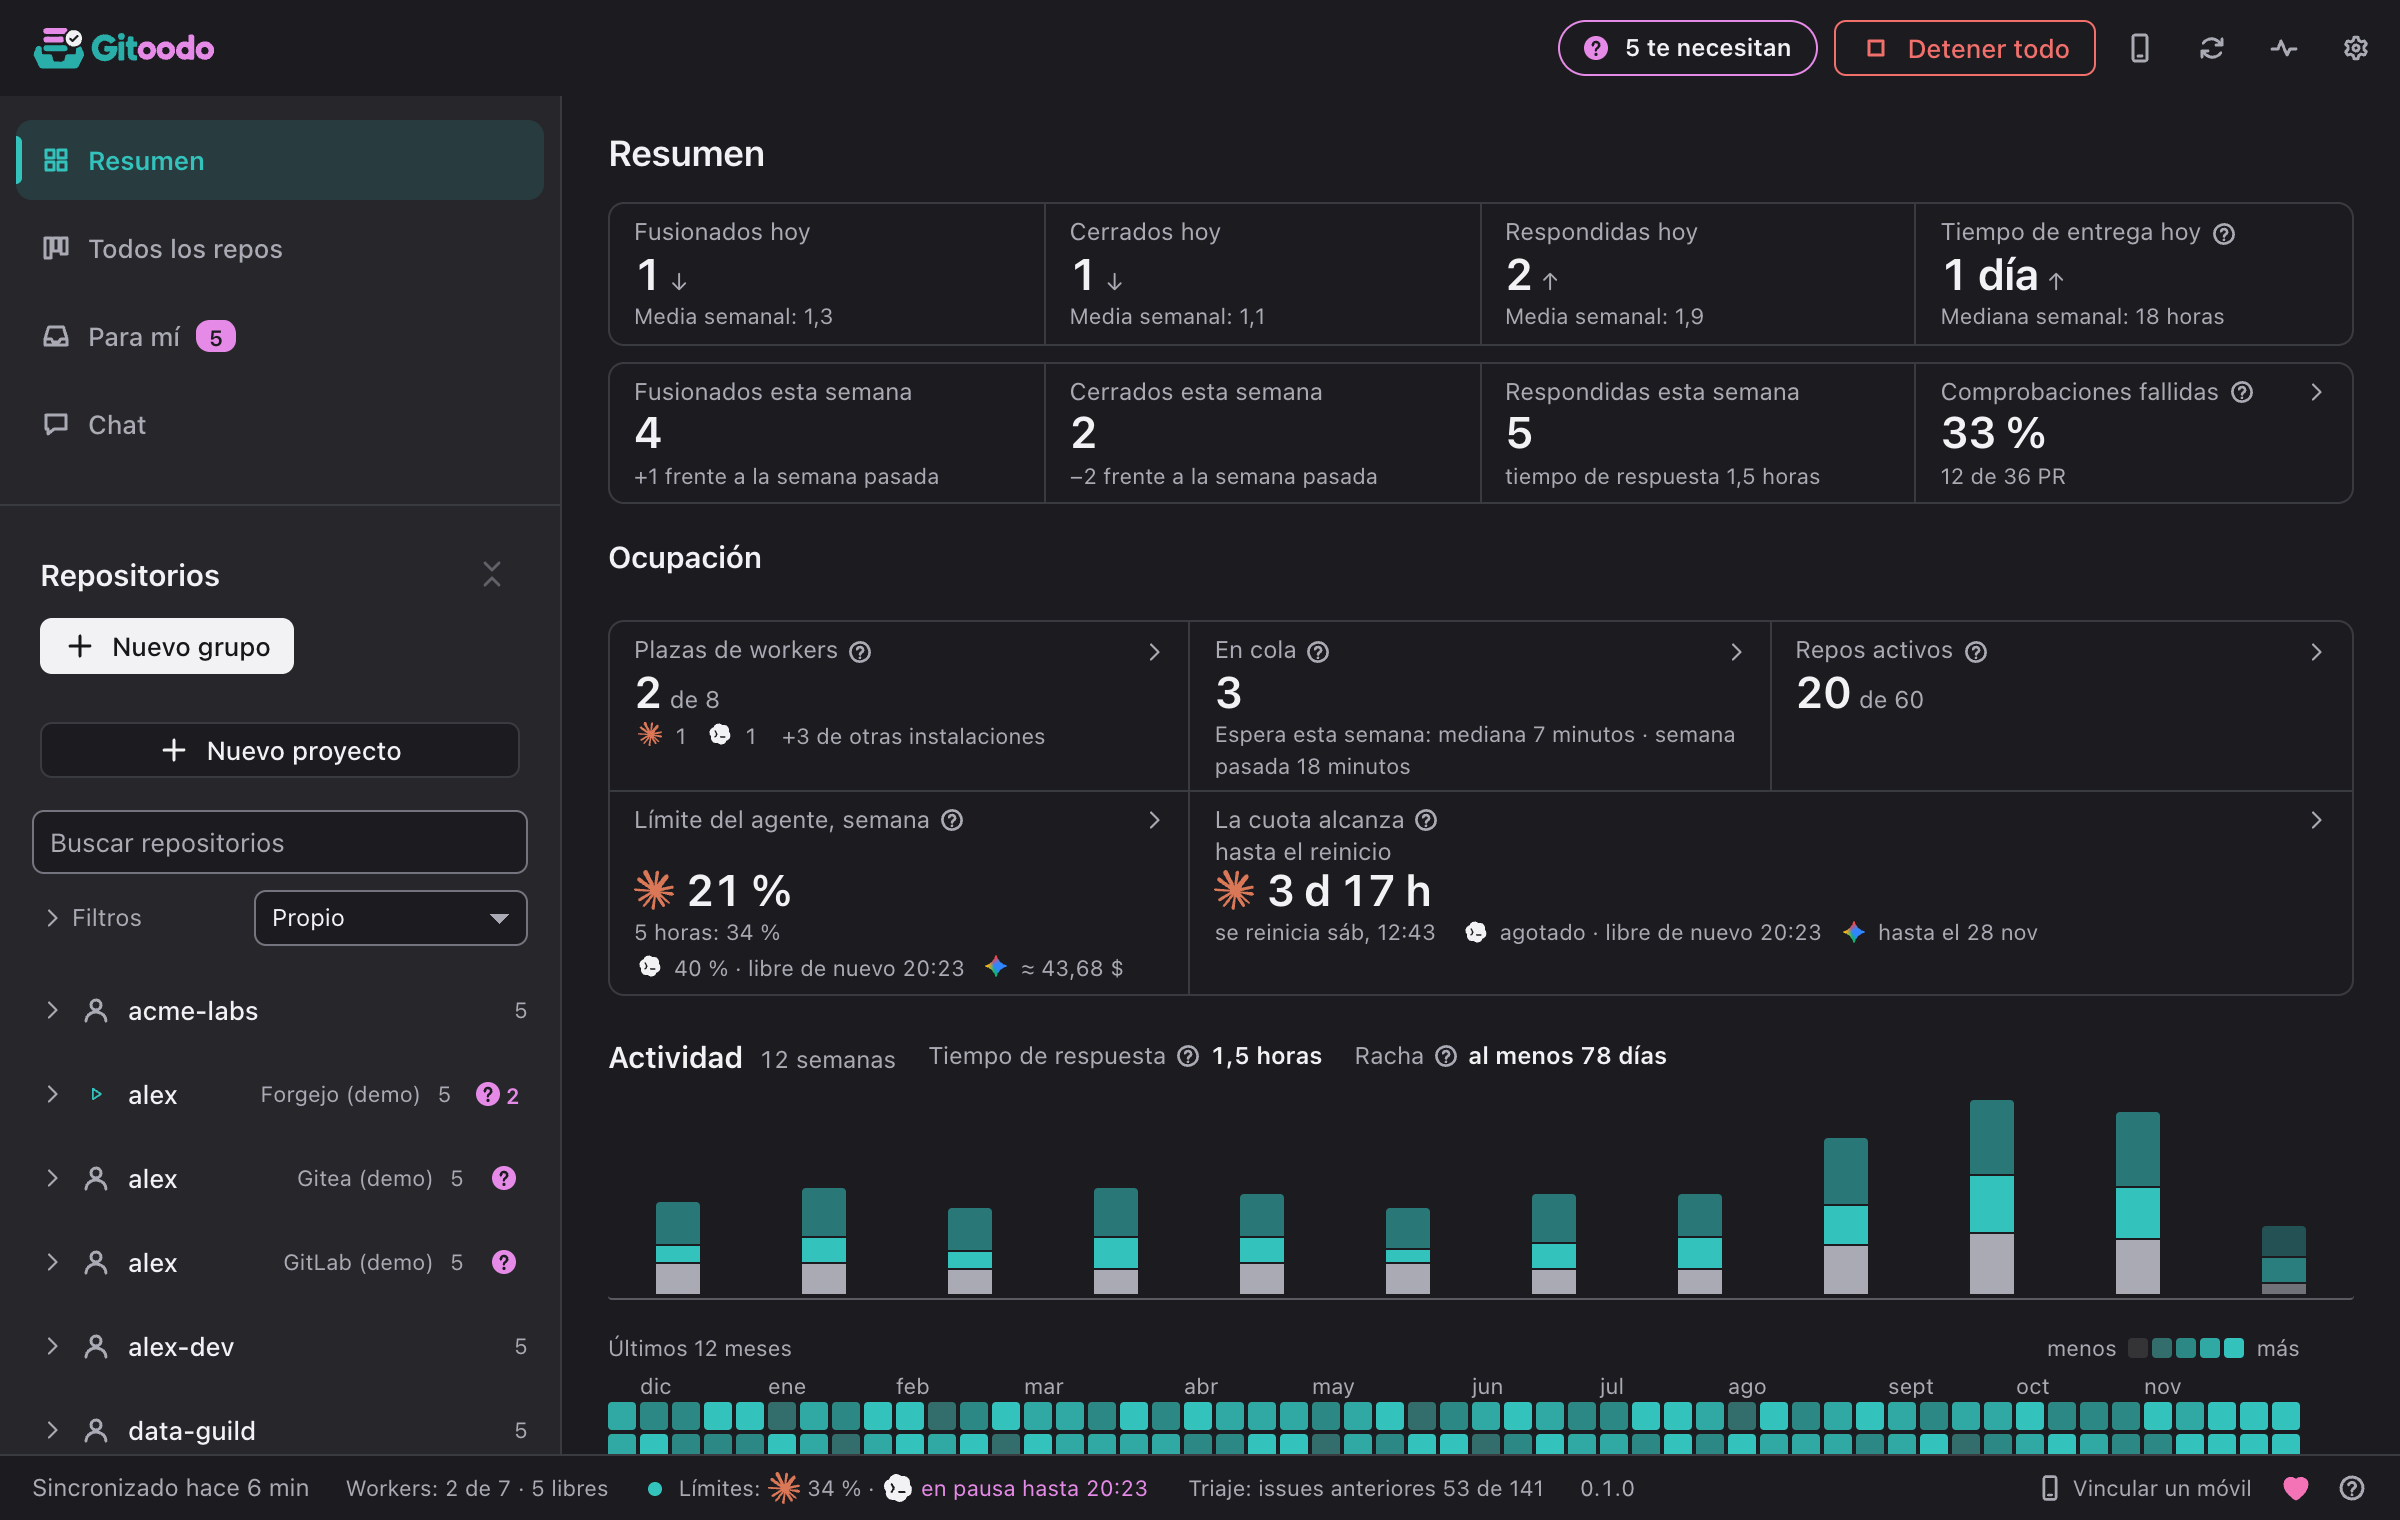 Gitoodo
5 te necesitan
Detener todo
Resumen
Todos los repos
Para mí 5
Chat
Repositorios
Nuevo grupo
Nuevo proyecto
Buscar repositorios
Filtros
Propio
acme-labs 5
alex Forgejo (demo) 5 ? 2
alex Gitea (demo) 5 ?
alex GitLab (demo) 5 ?
alex-dev 5
data-guild 5
Resumen
Fusionados hoy
1 ↓
Media semanal: 1,3
Cerrados hoy
1 ↓
Media semanal: 1,1
Respondidas hoy
2 ↑
Media semanal: 1,9
Tiempo de entrega hoy ?
1 día ↑
Mediana semanal: 18 horas
Fusionados esta semana
4
+1 frente a la semana pasada
Cerrados esta semana
2
−2 frente a la semana pasada
Respondidas esta semana
5
tiempo de respuesta 1,5 horas
Comprobaciones fallidas ?
33 %
12 de 36 PR
Ocupación
Plazas de workers ?
2 de 8
1 1 +3 de otras instalaciones
En cola ?
3
Espera esta semana: mediana 7 minutos · semana
pasada 18 minutos
Repos activos ?
20 de 60
Límite del agente, semana ?
21 %
5 horas: 34 %
40 % · libre de nuevo 20:23 ≈ 43,68 $
La cuota alcanza ?
hasta el reinicio
3 d 17 h
se reinicia sáb, 12:43 agotado · libre de nuevo 20:23 hasta el 28 nov
Actividad 12 semanas Tiempo de respuesta ? 1,5 horas Racha ? al menos 78 días
Últimos 12 meses
menos más
dic ene feb mar abr may jun jul ago sept oct nov
Sincronizado hace 6 min Workers: 2 de 7 · 5 libres Límites: 34 % · en pausa hasta 20:23 Triaje: issues anteriores 53 de 141 0.1.0 Vincular un móvil ?